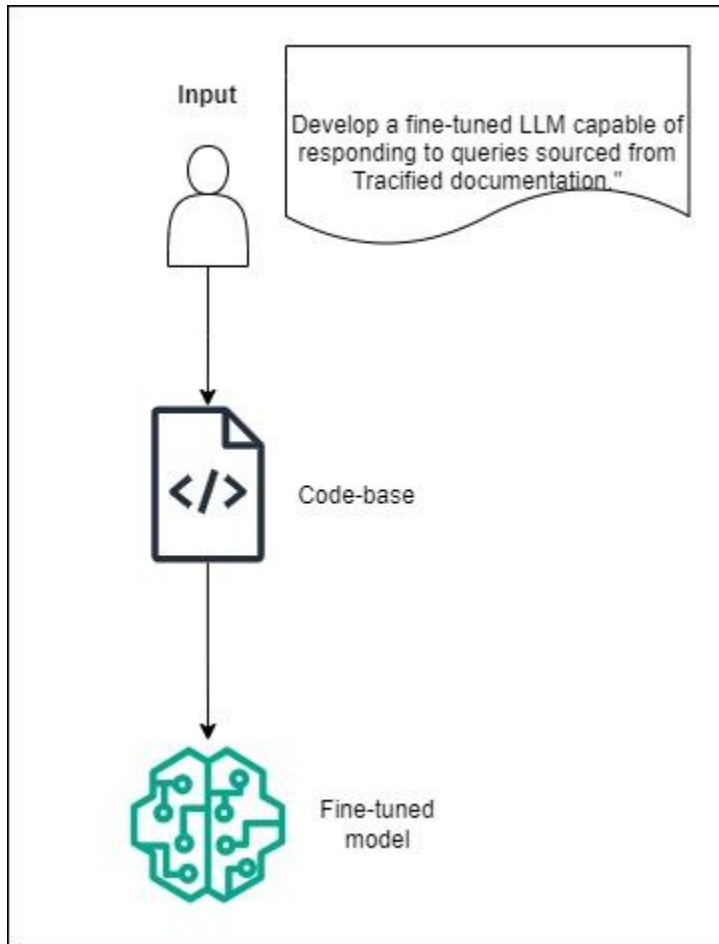 Input
Develop a fine-tuned LLM capable of
responding to queries sourced from
Tracified documentation."
</>
Code-base
Fine-tuned
model